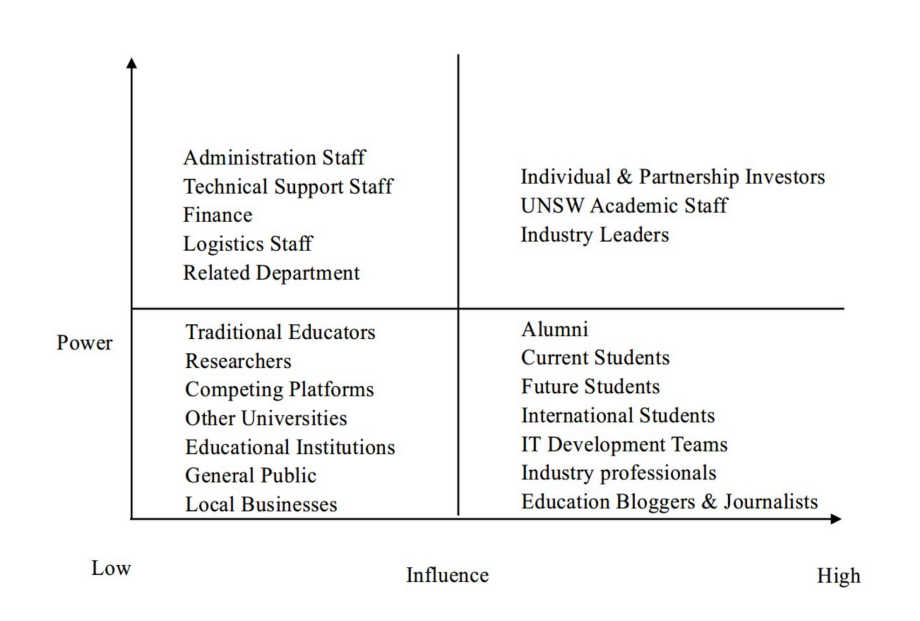 Administration Staff
Technical Support Staff
Finance
Logistics Staff
Related Department
Individual & Partnership Investors
UNSW Academic Staff
Industry Leaders
Power
Traditional Educators
Researchers
Competing Platforms
Other Universities
Educational Institutions
General Public
Local Businesses
Alumni
Current Students
Future Students
International Students
IT Development Teams
Industry professionals
Education Bloggers & Journalists
Low
Influence
High